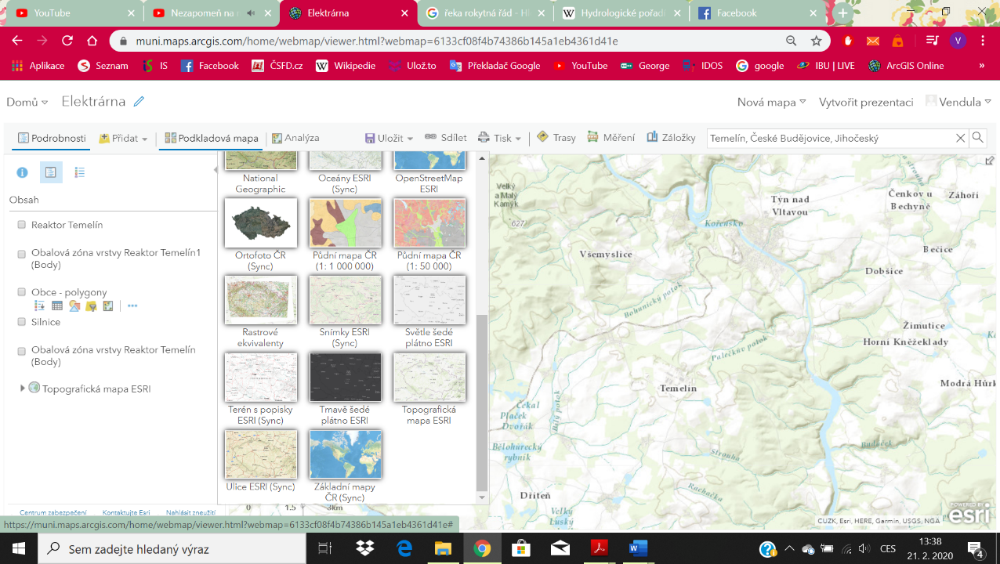 YouTube
Nezapomeň na
Elektrárna
řeka rokytná řád - Hl
Hydrologické pořadí
Facebook
muni.maps.arcgis.com/home/webmap/viewer.html?webmap=6133cf08f4b74386b145a1eb4361d41e
V
Aplikace
Seznam
IS
Facebook
ČSFD.cz
Wikipedie
Ulož.to
Překladač Google
YouTube
George
IDOS
google
IBU | LIVE
ArcGIS Online
»
Domů
Elektrárna
Nová mapa
Vytvořit prezentaci
Vendula
Podrobnosti
Přidat
Podkladová mapa
Analýza
Uložit
Sdílet
Tisk
Trasy
Měření
Záložky
Temelín, České Budějovice, Jihočeský
Obsah
Reaktor Temelín
Obalová zóna vrstvy Reaktor Temelín1
(Body)
Obce - polygony
Silnice
Obalová zóna vrstvy Reaktor Temelín
(Body)
Topografická mapa ESRI
National
Geographic
Oceány ESRI
(Sync)
OpenStreetMap
ESRI
Ortofoto ČR
(Sync)
Půdní mapa ČR
(1: 1 000 000)
Půdní mapa ČR
(1: 50 000)
Rastrové
ekvivalenty
Snímky ESRI
(Sync)
Světle šedé
plátno ESRI
Terén s popisky
ESRI (Sync)
Tmavě šedé
plátno ESRI
Topografická
mapa ESRI
Ulice ESRI (Sync)
Základní mapy
ČR (Sync)
Velký
a Malý
Kamýk
627
Týn nad
Vltavou
Čenkov u
Bechyně
Záhoří
Kořensko
Všemyslice
Bečice
Dobšice
Bohunický potok
Žimutice
Horní Kněžeklady
Palečkův potok
Temelín
Modrá Hůrk
Čekal
Plaček
Dvořák
Bělohůrecký
rybník
Strouha
Budáček
Rachačka
Dříteň
Velký
Luský
0 1.5 3km
Centrum zabezpečení
Kontaktujte Esri
Nahlásit zneužití
CUZK, Esri, HERE, Garmin, USGS, NGA
POWERED BY
esri
https://muni.maps.arcgis.com/home/webmap/viewer.html?webmap=6133cf08f4b74386b145a1eb4361d41e#
Sem zadejte hledaný výraz
CES
13:38
21. 2. 2020
4